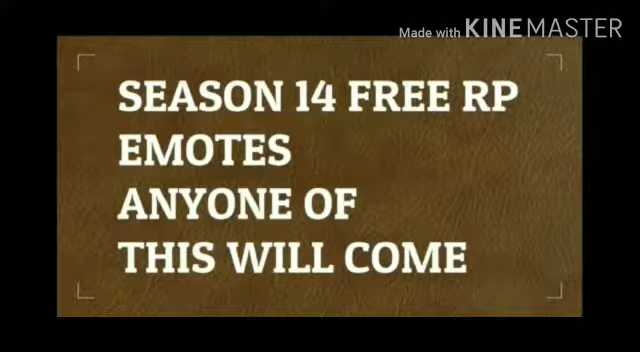 Made with KINEMASTER
SEASON 14 FREE RP
EMOTES
ANYONE OF
THIS WILL COME